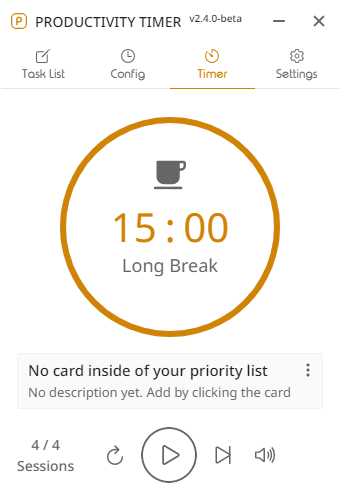 P PRODUCTIVITY TIMER v2.4.0-beta
Task List Config Timer Settings
15 : 00
Long Break
No card inside of your priority list
No description yet. Add by clicking the card
4 / 4
Sessions